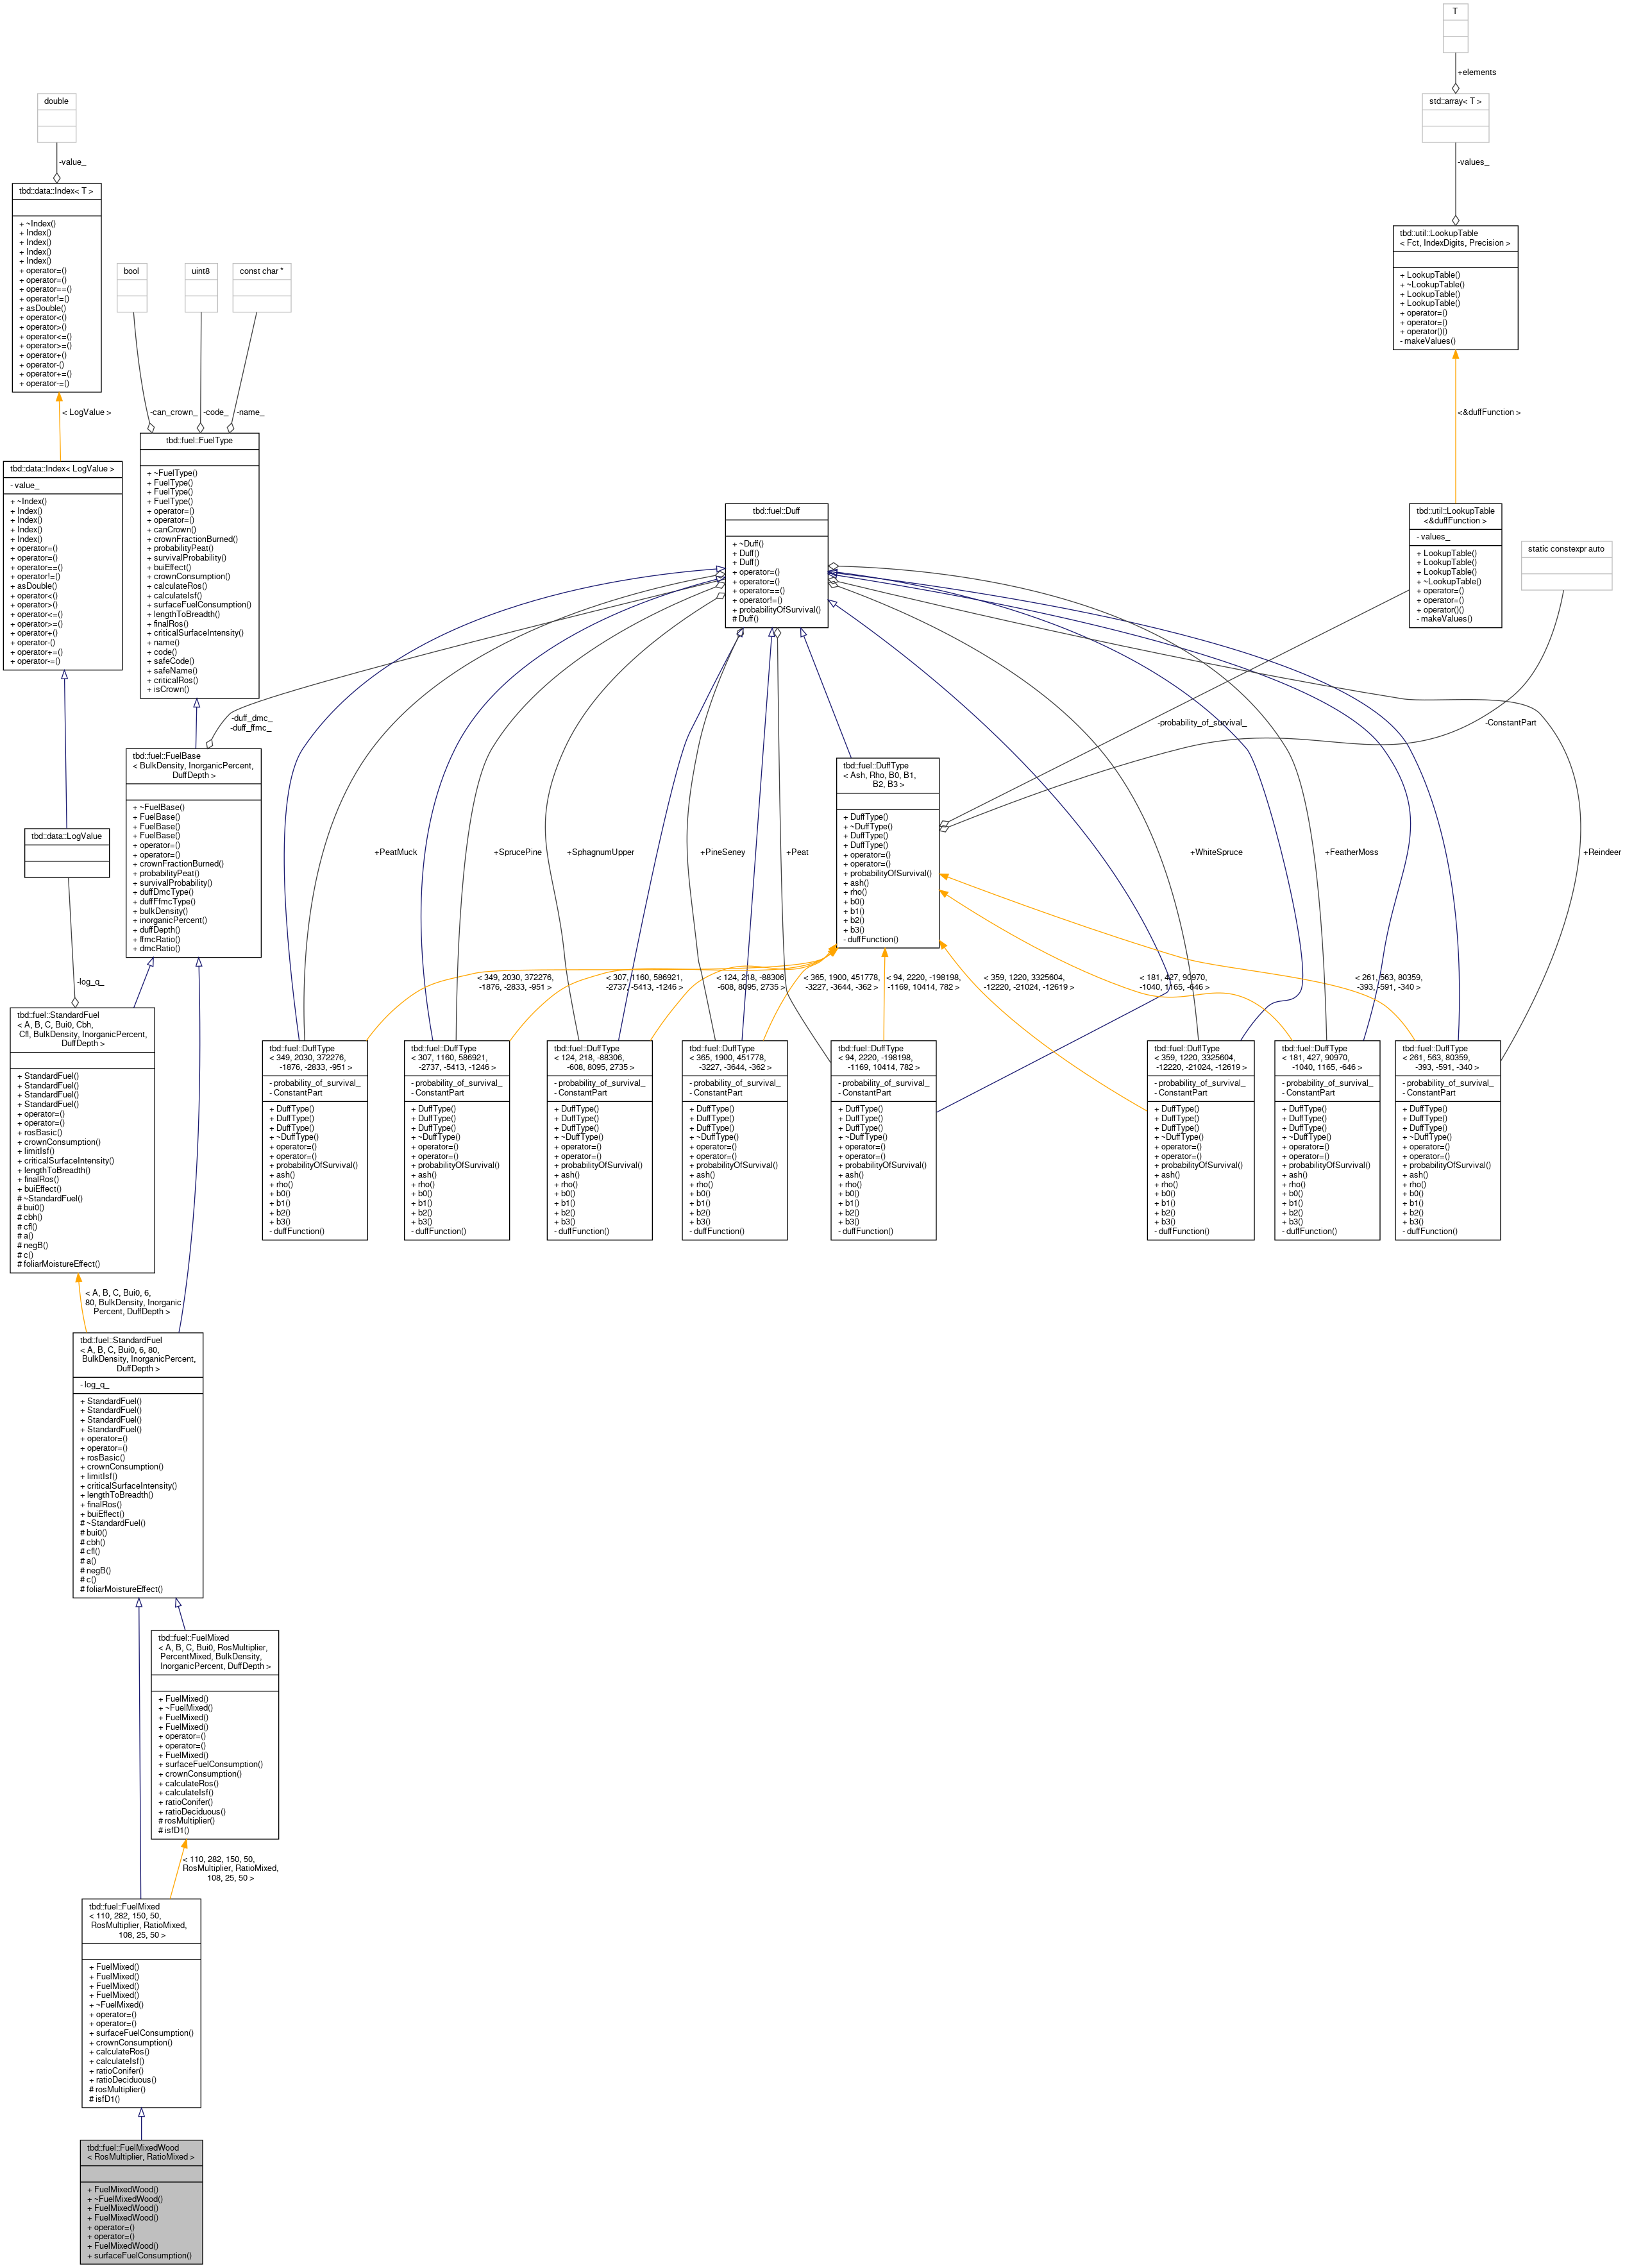 T
+elements
std::array< T >
-values_
tbd::util::LookupTable
< Fct, IndexDigits, Precision >
+ LookupTable()
+ ~LookupTable()
+ LookupTable()
+ LookupTable()
+ operator=()
+ operator=()
+ operator()()
- makeValues()
<&duffFunction >
tbd::util::LookupTable
<&duffFunction >
- values_
+ LookupTable()
+ LookupTable()
+ LookupTable()
+ ~LookupTable()
+ operator=()
+ operator=()
+ operator()()
- makeValues()
static constexpr auto
double
-value_
tbd::data::Index< T >
+ ~Index()
+ Index()
+ Index()
+ Index()
+ Index()
+ operator=()
+ operator=()
+ operator==()
+ operator!=()
+ asDouble()
+ operator<()
+ operator>()
+ operator<=()
+ operator>=()
+ operator+()
+ operator-()
+ operator+=()
+ operator-=()
< LogValue >
tbd::data::Index< LogValue >
- value_
+ ~Index()
+ Index()
+ Index()
+ Index()
+ Index()
+ operator=()
+ operator=()
+ operator==()
+ operator!=()
+ asDouble()
+ operator<()
+ operator>()
+ operator<=()
+ operator>=()
+ operator+()
+ operator-()
+ operator+=()
+ operator-=()
bool
uint8
const char *
-can_crown_
-code_
-name_
tbd::fuel::FuelType
+ ~FuelType()
+ FuelType()
+ FuelType()
+ FuelType()
+ operator=()
+ operator=()
+ canCrown()
+ crownFractionBurned()
+ probabilityPeat()
+ survivalProbability()
+ buiEffect()
+ crownConsumption()
+ calculateRos()
+ calculateIsf()
+ surfaceFuelConsumption()
+ lengthToBreadth()
+ finalRos()
+ criticalSurfaceIntensity()
+ name()
+ code()
+ safeCode()
+ safeName()
+ criticalRos()
+ isCrown()
tbd::fuel::Duff
+ ~Duff()
+ Duff()
+ Duff()
+ operator=()
+ operator=()
+ operator==()
+ operator!=()
+ probabilityOfSurvival()
# Duff()
-duff_dmc_
-duff_ffmc_
-probability_of_survival_
-ConstantPart
tbd::fuel::FuelBase
< BulkDensity, InorganicPercent,
DuffDepth >
+ ~FuelBase()
+ FuelBase()
+ FuelBase()
+ FuelBase()
+ operator=()
+ operator=()
+ crownFractionBurned()
+ probabilityPeat()
+ survivalProbability()
+ duffDmcType()
+ duffFfmcType()
+ bulkDensity()
+ inorganicPercent()
+ duffDepth()
+ ffmcRatio()
+ dmcRatio()
tbd::fuel::DuffType
< Ash, Rho, B0, B1,
B2, B3 >
+ DuffType()
+ ~DuffType()
+ DuffType()
+ DuffType()
+ operator=()
+ operator=()
+ probabilityOfSurvival()
+ ash()
+ rho()
+ b0()
+ b1()
+ b2()
+ b3()
- duffFunction()
tbd::data::LogValue
-log_q_
+PeatMuck
+SprucePine
+SphagnumUpper
+PineSeney
+Peat
+WhiteSpruce
+FeatherMoss
+Reindeer
< 349, 2030, 372276,
-1876, -2833, -951 >
< 307, 1160, 586921,
-2737, -5413, -1246 >
< 124, 218, -88306,
-608, 8095, 2735 >
< 365, 1900, 451778,
-3227, -3644, -362 >
< 94, 2220, -198198,
-1169, 10414, 782 >
< 359, 1220, 3325604,
-12220, -21024, -12619 >
< 181, 427, 90970,
-1040, 1165, -646 >
< 261, 563, 80359,
-393, -591, -340 >
tbd::fuel::StandardFuel
< A, B, C, Bui0, Cbh,
Cfl, BulkDensity, InorganicPercent,
DuffDepth >
+ StandardFuel()
+ StandardFuel()
+ StandardFuel()
+ StandardFuel()
+ operator=()
+ operator=()
+ rosBasic()
+ crownConsumption()
+ limitIsf()
+ criticalSurfaceIntensity()
+ lengthToBreadth()
+ finalRos()
+ buiEffect()
# ~StandardFuel()
# bui0()
# cbh()
# cfl()
# a()
# negB()
# c()
# foliarMoistureEffect()
tbd::fuel::DuffType
< 349, 2030, 372276,
-1876, -2833, -951 >
- probability_of_survival_
- ConstantPart
+ DuffType()
+ DuffType()
+ DuffType()
+ ~DuffType()
+ operator=()
+ operator=()
+ probabilityOfSurvival()
+ ash()
+ rho()
+ b0()
+ b1()
+ b2()
+ b3()
- duffFunction()
tbd::fuel::DuffType
< 307, 1160, 586921,
-2737, -5413, -1246 >
- probability_of_survival_
- ConstantPart
+ DuffType()
+ DuffType()
+ DuffType()
+ ~DuffType()
+ operator=()
+ operator=()
+ probabilityOfSurvival()
+ ash()
+ rho()
+ b0()
+ b1()
+ b2()
+ b3()
- duffFunction()
tbd::fuel::DuffType
< 124, 218, -88306,
-608, 8095, 2735 >
- probability_of_survival_
- ConstantPart
+ DuffType()
+ DuffType()
+ DuffType()
+ ~DuffType()
+ operator=()
+ operator=()
+ probabilityOfSurvival()
+ ash()
+ rho()
+ b0()
+ b1()
+ b2()
+ b3()
- duffFunction()
tbd::fuel::DuffType
< 365, 1900, 451778,
-3227, -3644, -362 >
- probability_of_survival_
- ConstantPart
+ DuffType()
+ DuffType()
+ DuffType()
+ ~DuffType()
+ operator=()
+ operator=()
+ probabilityOfSurvival()
+ ash()
+ rho()
+ b0()
+ b1()
+ b2()
+ b3()
- duffFunction()
tbd::fuel::DuffType
< 94, 2220, -198198,
-1169, 10414, 782 >
- probability_of_survival_
- ConstantPart
+ DuffType()
+ DuffType()
+ DuffType()
+ ~DuffType()
+ operator=()
+ operator=()
+ probabilityOfSurvival()
+ ash()
+ rho()
+ b0()
+ b1()
+ b2()
+ b3()
- duffFunction()
tbd::fuel::DuffType
< 359, 1220, 3325604,
-12220, -21024, -12619 >
- probability_of_survival_
- ConstantPart
+ DuffType()
+ DuffType()
+ DuffType()
+ ~DuffType()
+ operator=()
+ operator=()
+ probabilityOfSurvival()
+ ash()
+ rho()
+ b0()
+ b1()
+ b2()
+ b3()
- duffFunction()
tbd::fuel::DuffType
< 181, 427, 90970,
-1040, 1165, -646 >
- probability_of_survival_
- ConstantPart
+ DuffType()
+ DuffType()
+ DuffType()
+ ~DuffType()
+ operator=()
+ operator=()
+ probabilityOfSurvival()
+ ash()
+ rho()
+ b0()
+ b1()
+ b2()
+ b3()
- duffFunction()
tbd::fuel::DuffType
< 261, 563, 80359,
-393, -591, -340 >
- probability_of_survival_
- ConstantPart
+ DuffType()
+ DuffType()
+ DuffType()
+ ~DuffType()
+ operator=()
+ operator=()
+ probabilityOfSurvival()
+ ash()
+ rho()
+ b0()
+ b1()
+ b2()
+ b3()
- duffFunction()
< A, B, C, Bui0, 6,
80, BulkDensity, Inorganic
Percent, DuffDepth >
tbd::fuel::StandardFuel
< A, B, C, Bui0, 6, 80,
BulkDensity, InorganicPercent,
DuffDepth >
- log_q_
+ StandardFuel()
+ StandardFuel()
+ StandardFuel()
+ StandardFuel()
+ operator=()
+ operator=()
+ rosBasic()
+ crownConsumption()
+ limitIsf()
+ criticalSurfaceIntensity()
+ lengthToBreadth()
+ finalRos()
+ buiEffect()
# ~StandardFuel()
# bui0()
# cbh()
# cfl()
# a()
# negB()
# c()
# foliarMoistureEffect()
tbd::fuel::FuelMixed
< A, B, C, Bui0, RosMultiplier,
PercentMixed, BulkDensity,
InorganicPercent, DuffDepth >
+ FuelMixed()
+ ~FuelMixed()
+ FuelMixed()
+ FuelMixed()
+ operator=()
+ operator=()
+ FuelMixed()
+ surfaceFuelConsumption()
+ crownConsumption()
+ calculateRos()
+ calculateIsf()
+ ratioConifer()
+ ratioDeciduous()
# rosMultiplier()
# isfD1()
< 110, 282, 150, 50,
RosMultiplier, RatioMixed,
108, 25, 50 >
tbd::fuel::FuelMixed
< 110, 282, 150, 50,
RosMultiplier, RatioMixed,
108, 25, 50 >
+ FuelMixed()
+ FuelMixed()
+ FuelMixed()
+ FuelMixed()
+ ~FuelMixed()
+ operator=()
+ operator=()
+ surfaceFuelConsumption()
+ crownConsumption()
+ calculateRos()
+ calculateIsf()
+ ratioConifer()
+ ratioDeciduous()
# rosMultiplier()
# isfD1()
tbd::fuel::FuelMixedWood
< RosMultiplier, RatioMixed >
+ FuelMixedWood()
+ ~FuelMixedWood()
+ FuelMixedWood()
+ FuelMixedWood()
+ operator=()
+ operator=()
+ FuelMixedWood()
+ surfaceFuelConsumption()